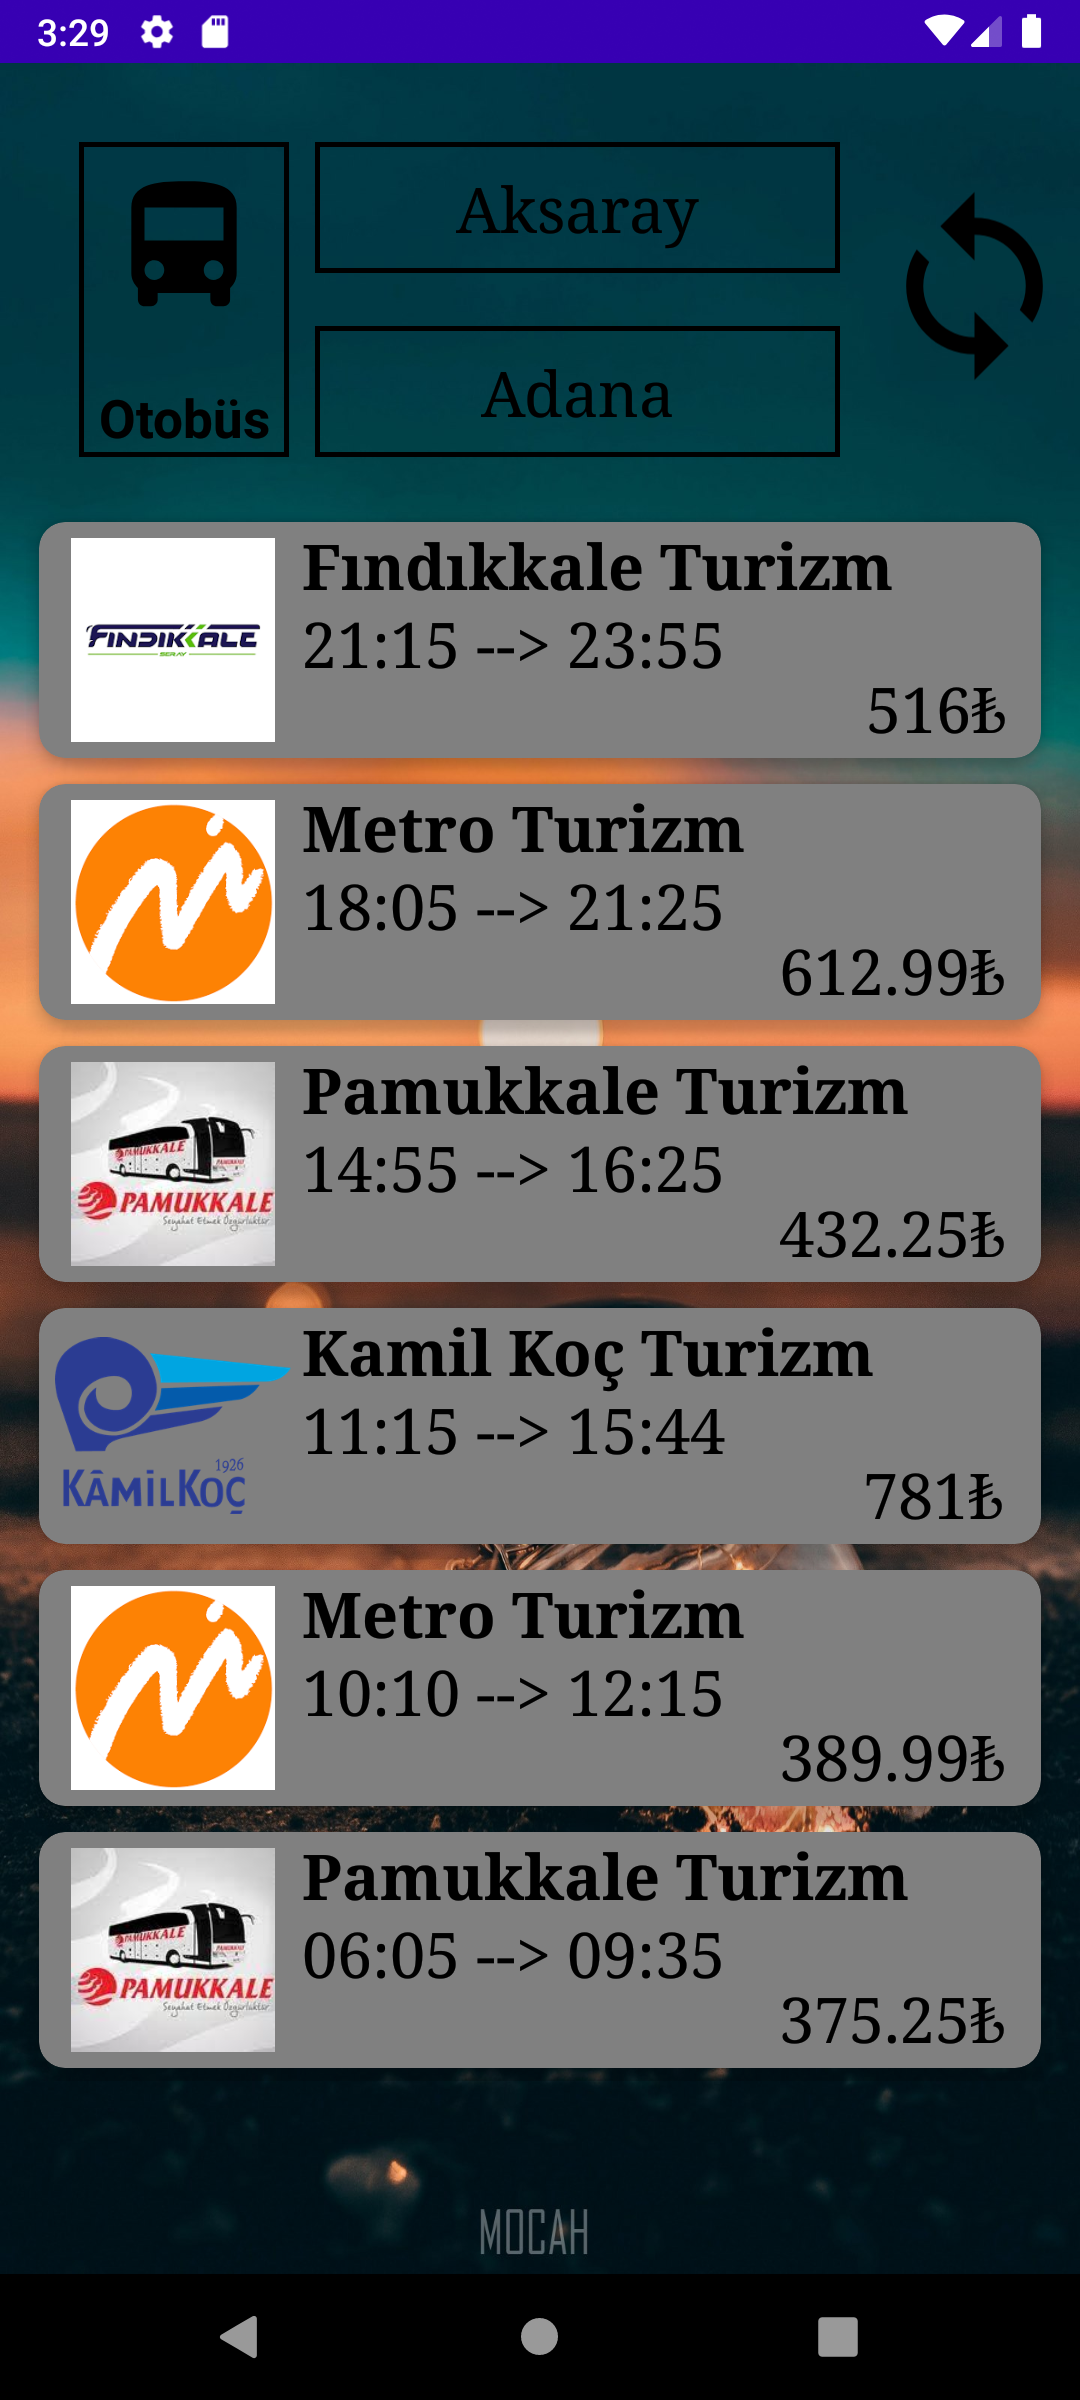 3:29
Aksaray
Otobüs
Adana
FINDIKKALE
SERAY
Fındıkkale Turizm
21:15 --> 23:55
516₺
Metro Turizm
18:05 --> 21:25
612.99₺
PAMUKKALE
PAMUKKALE
Seyahat Etmek Özgürlüktür
Pamukkale Turizm
14:55 --> 16:25
432.25₺
1926
KÂMİLKOÇ
Kamil Koç Turizm
11:15 --> 15:44
781₺
Metro Turizm
10:10 --> 12:15
389.99₺
PAMUKKALE
PAMUKKALE
Seyahat Etmek Özgürlüktür
Pamukkale Turizm
06:05 --> 09:35
375.25₺
MOCAH